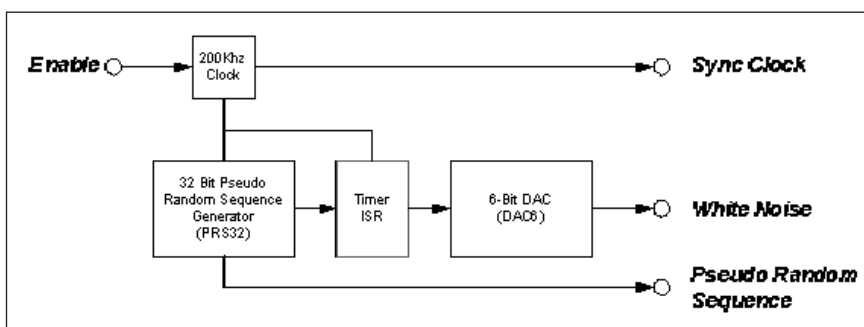 Enable
200Khz
Clock
Sync Clock
32 Bit Pseudo
Random Sequence
Generator
(PRS32)
Timer
ISR
6-Bit DAC
(DAC6)
White Noise
Pseudo Random
Sequence